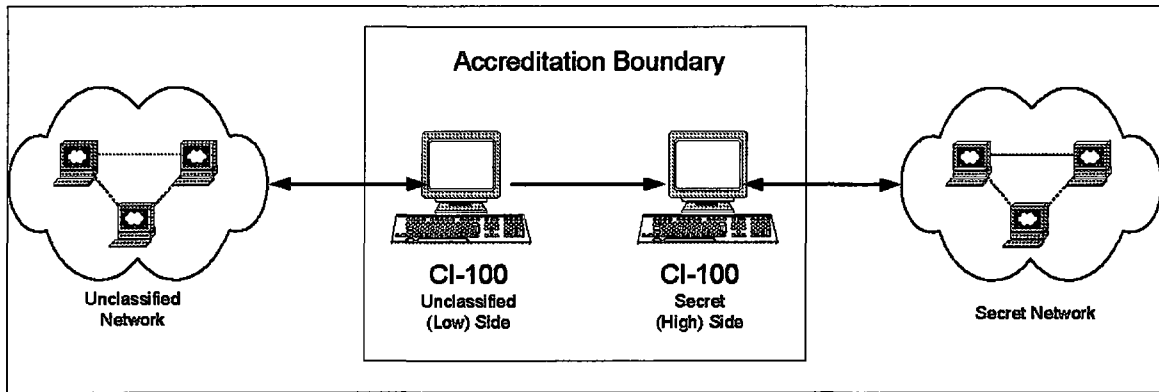 Accreditation Boundary
Unclassified
Network
CI-100
Unclassified
(Low) Side
CI-100
Secret
(High) Side
Secret Network